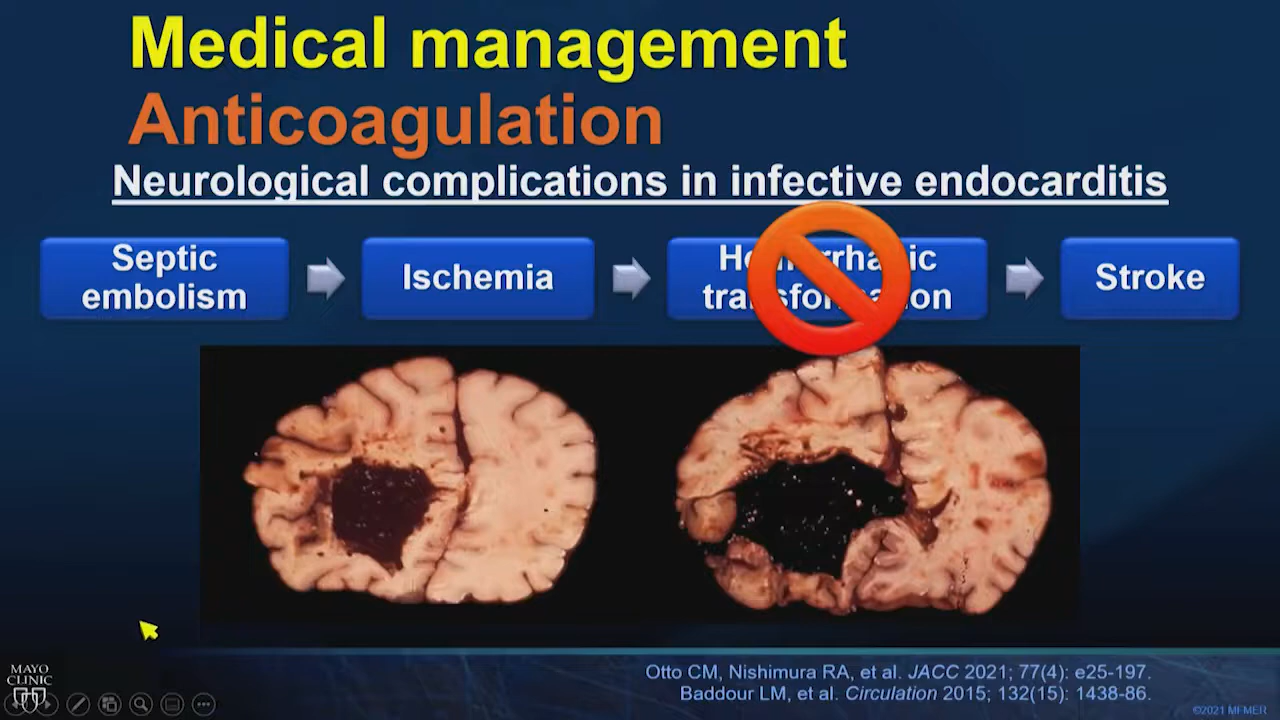 Medical management
Anticoagulation
Neurological complications in infective endocarditis
Septic
embolism
Ischemia
Hemorrhagic
transformation
Stroke
MAYO
CLINIC
Otto CM, Nishimura RA, et al. JACC 2021; 77(4): e25-197.
Baddour LM, et al. Circulation 2015; 132(15): 1438-86.
©2021 MFMER